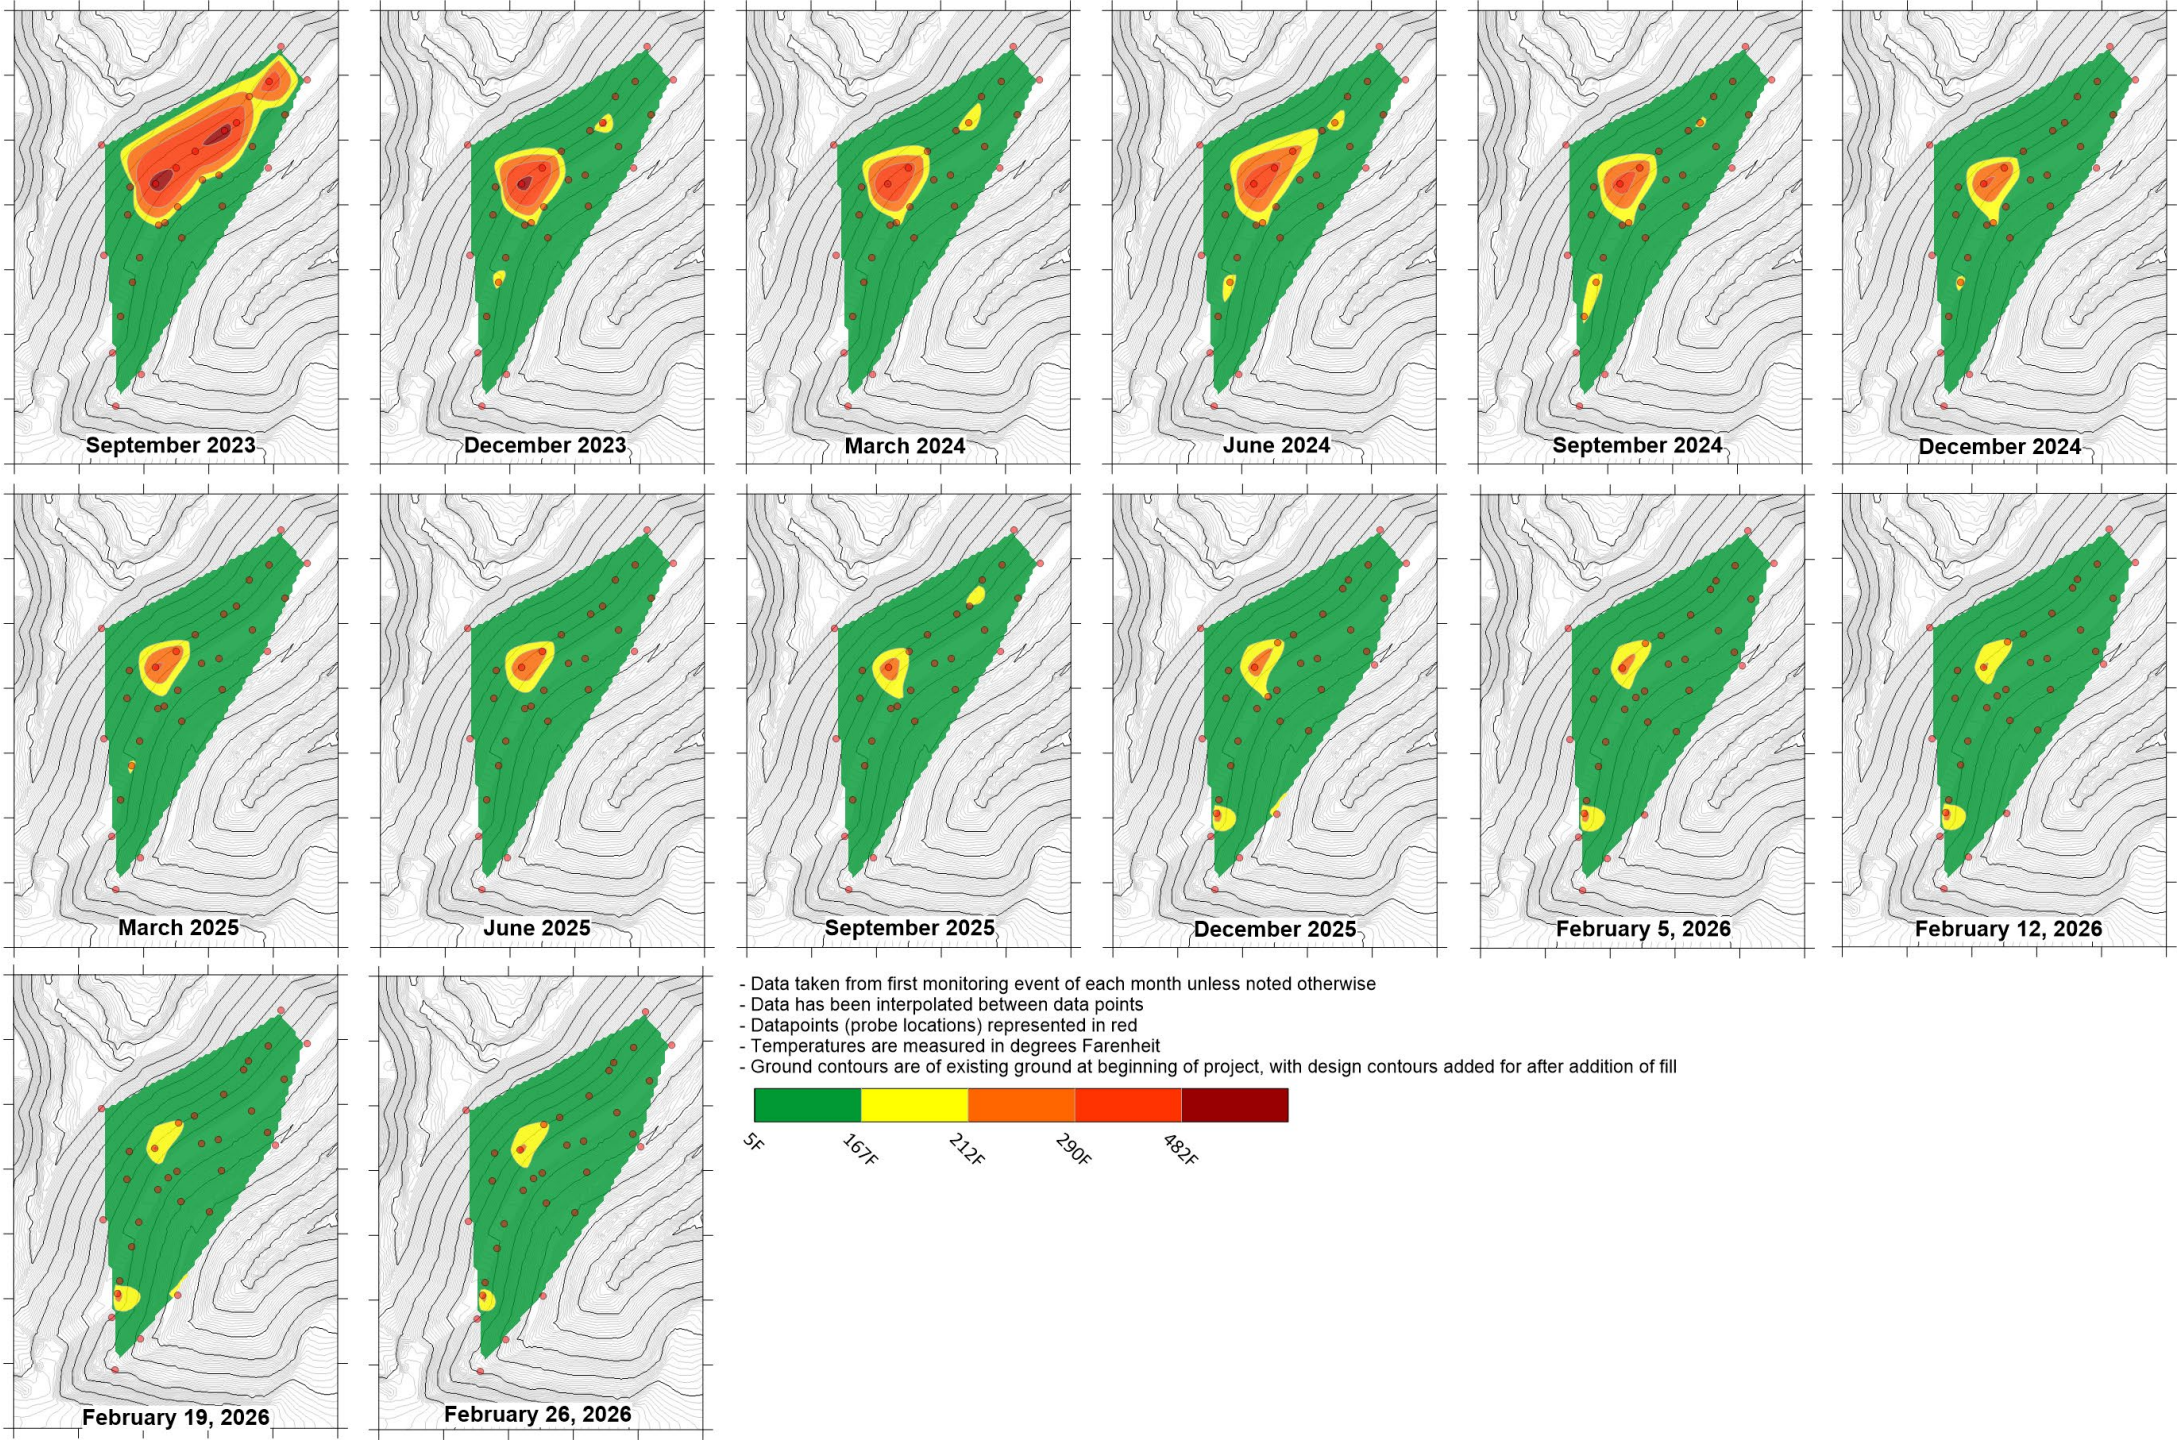 September 2023
December 2023
March 2024
June 2024
September 2024
December 2024
March 2025
June 2025
September 2025
December 2025
February 5, 2026
February 12, 2026
February 19, 2026
February 26, 2026
- Data taken from first monitoring event of each month unless noted otherwise
- Data has been interpolated between data points
- Datapoints (probe locations) represented in red
- Temperatures are measured in degrees Farenheit
- Ground contours are of existing ground at beginning of project, with design contours added for after addition of fill
5F
167F
212F
290F
482F